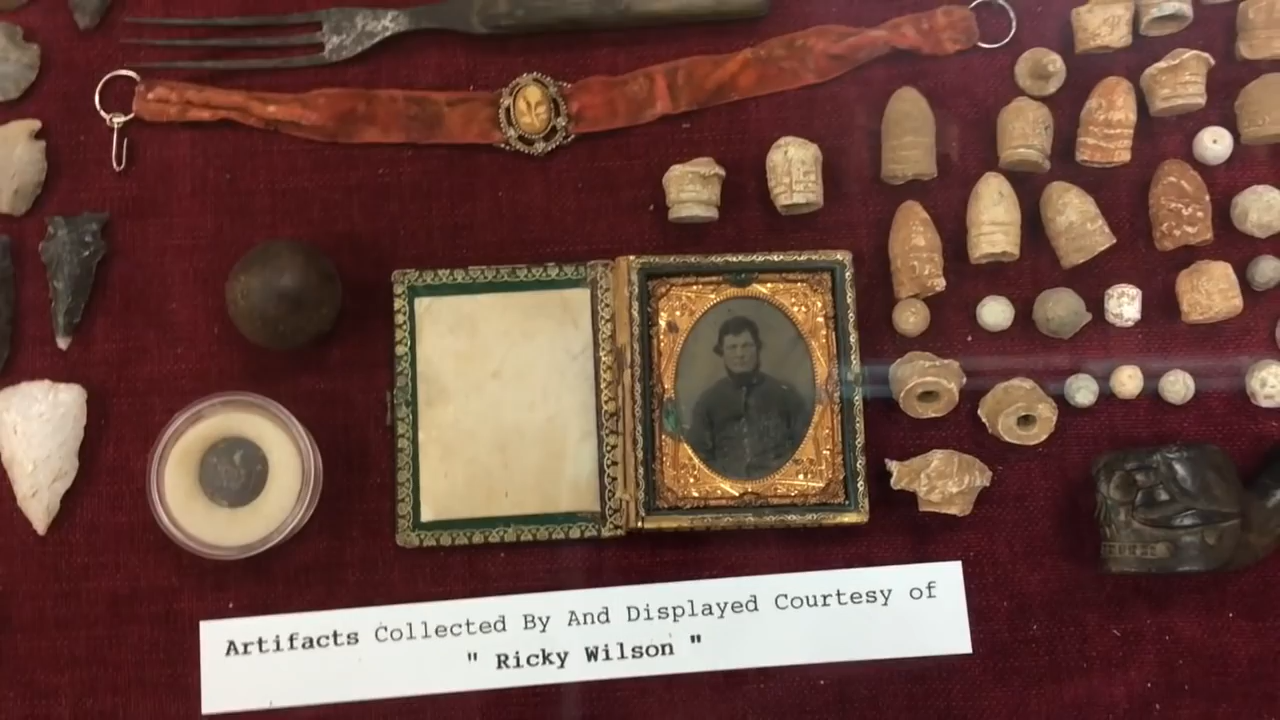 Artifacts Collected By And Displayed Courtesy of
" Ricky Wilson "